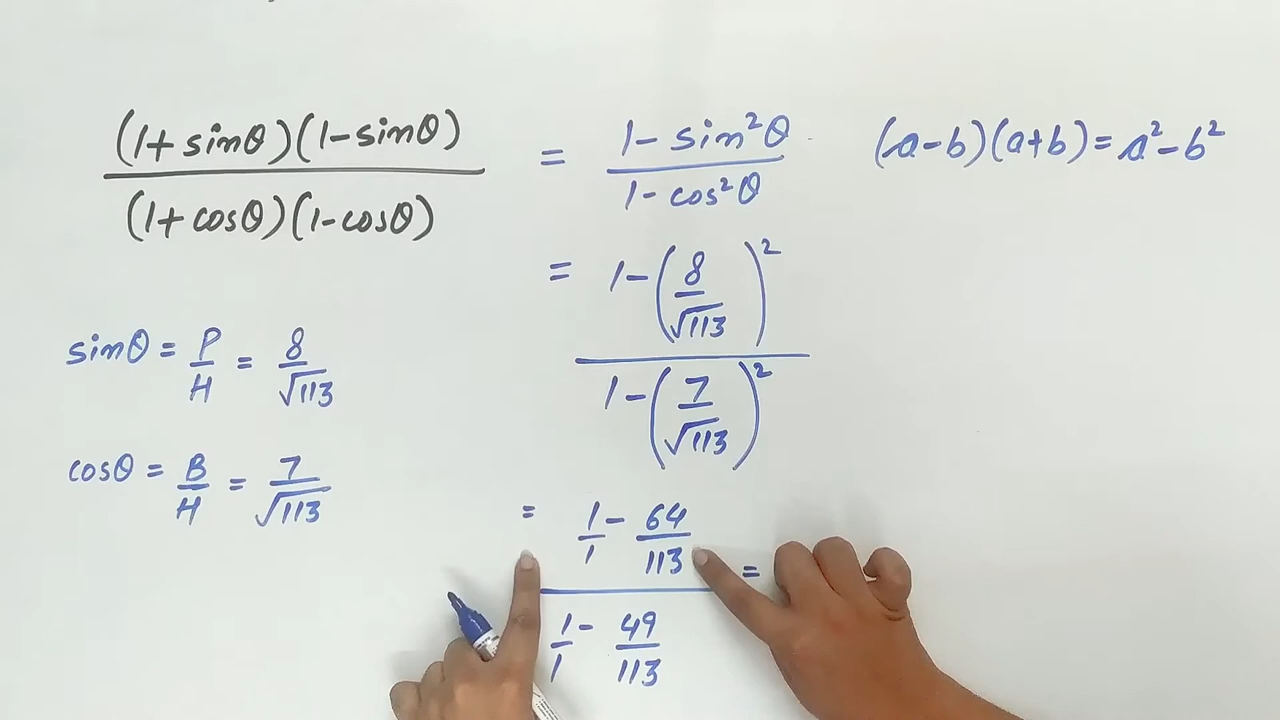 (1+sinθ)(1-sinθ) / (1+cosθ)(1-cosθ) = 1-sin²θ / 1-cos²θ
(a-b)(a+b)=a²-b²
= 1-(8/√113)² / 1-(7/√113)²
sinθ = P/H = 8/√113
cosθ = B/H = 7/√113
= 1/1 - 64/113 / 1/1 - 49/113 =